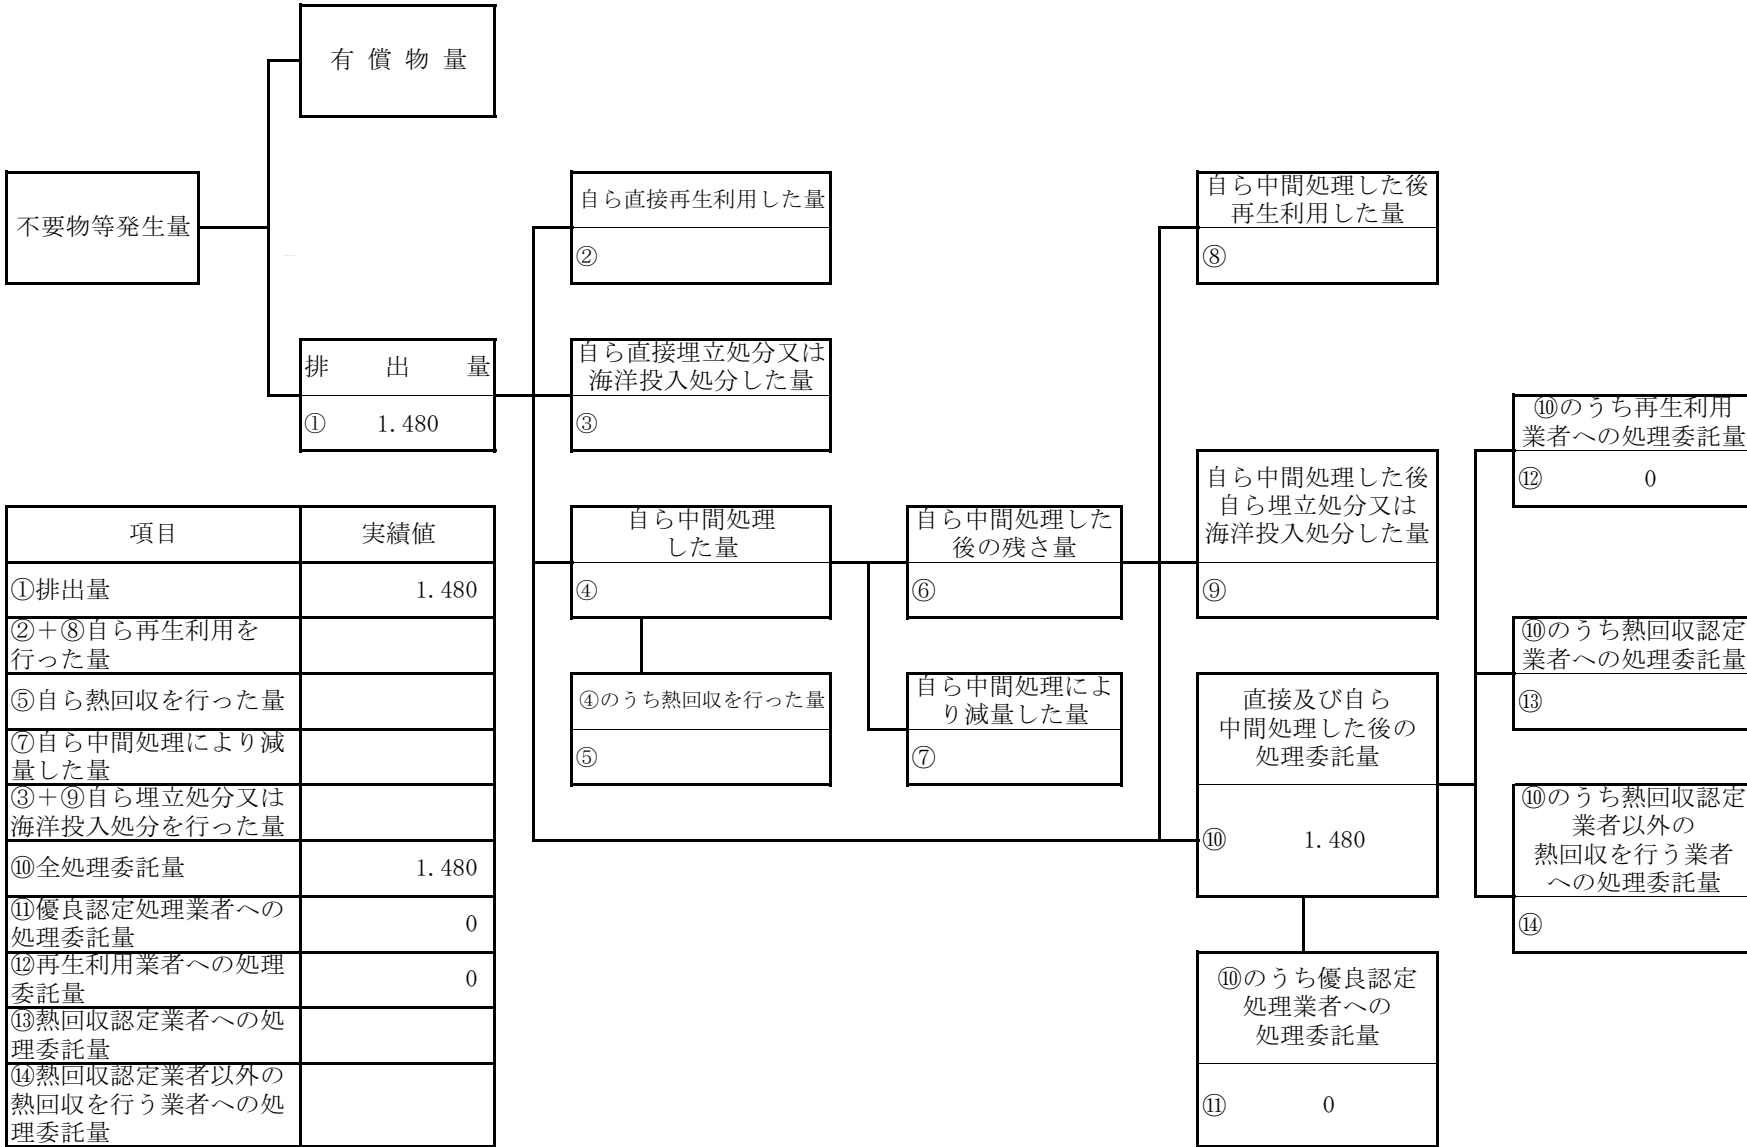 有償物量
不要物等発生量
自ら直接再生利用した量
②
自ら中間処理した後
再生利用した量
⑧
排出量
① 1.480
自ら直接埋立処分又は
海洋投入処分した量
③
⑩のうち再生利用
業者への処理委託量
⑫ 0
自ら中間処理
した量
④
自ら中間処理した
後の残さ量
⑥
自ら中間処理した後
自ら埋立処分又は
海洋投入処分した量
⑨
⑩のうち熱回収認定
業者への処理委託量
⑬
④のうち熱回収を行った量
⑤
自ら中間処理によ
り減量した量
⑦
直接及び自ら
中間処理した後の
処理委託量
⑩ 1.480
⑩のうち熱回収認定
業者以外の
熱回収を行う業者
への処理委託量
⑭
⑩のうち優良認定
処理業者への
処理委託量
⑪ 0
項目 実績値
①排出量 1.480
②＋⑧自ら再生利用を
行った量
⑤自ら熱回収を行った量
⑦自ら中間処理により減
量した量
③＋⑨自ら埋立処分又は
海洋投入処分を行った量
⑩全処理委託量 1.480
⑪優良認定処理業者への
処理委託量 0
⑫再生利用業者への処理
委託量 0
⑬熱回収認定業者への処
理委託量
⑭熱回収認定業者以外の
熱回収を行う業者への処
理委託量